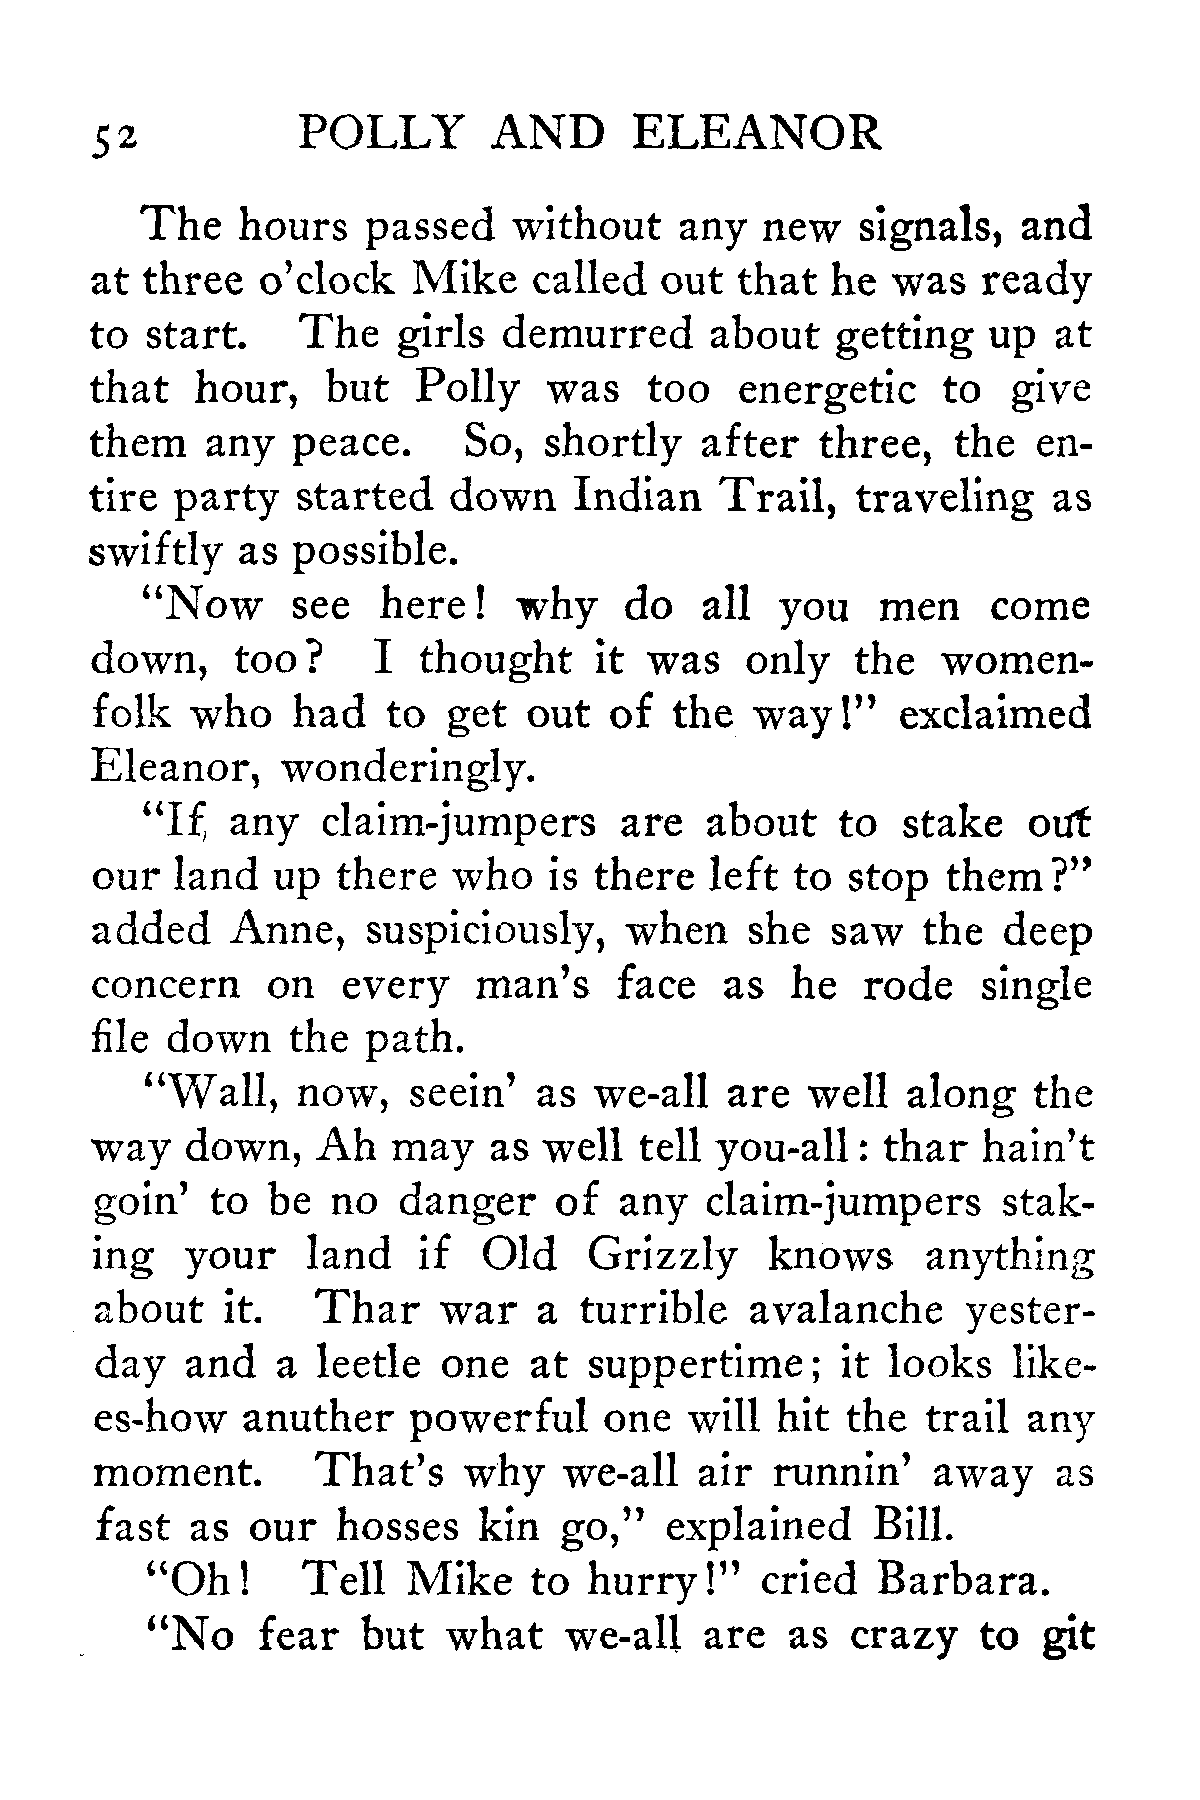 52 POLLY AND ELEANOR
The hours passed without any new signals, and
at three o'clock Mike called out that he was ready
to start. The girls demurred about getting up at
that hour, but Polly was too energetic to give
them any peace. So, shortly after three, the en-
tire party started down Indian Trail, traveling as
swiftly as possible.
"Now see here! why do all you men come
down, too? I thought it was only the women-
folk who had to get out of the way!" exclaimed
Eleanor, wonderingly.
"If, any claim-jumpers are about to stake out
our land up there who is there left to stop them?"
added Anne, suspiciously, when she saw the deep
concern on every man's face as he rode single
file down the path.
"Wall, now, seein' as we-all are well along the
way down, Ah may as well tell you-all: thar hain't
goin' to be no danger of any claim-jumpers stak-
ing your land if Old Grizzly knows anything
about it. Thar war a turrible avalanche yester-
day and a leetle one at suppertime; it looks like-
es-how anuther powerful one will hit the trail any
moment. That's why we-all air runnin' away as
fast as our hosses kin go," explained Bill.
"Oh! Tell Mike to hurry!" cried Barbara.
"No fear but what we-all are as crazy to git